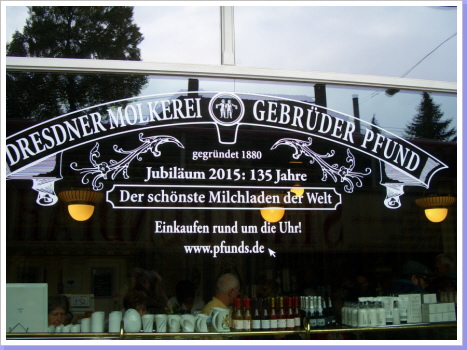 DRESDNER MOLKEREI GEBRÜDER PFUND
gegründet 1880
Jubiläum 2015: 135 Jahre
Der schönste Milchladen der Welt
Einkaufen rund um die Uhr!
www.pfunds.de